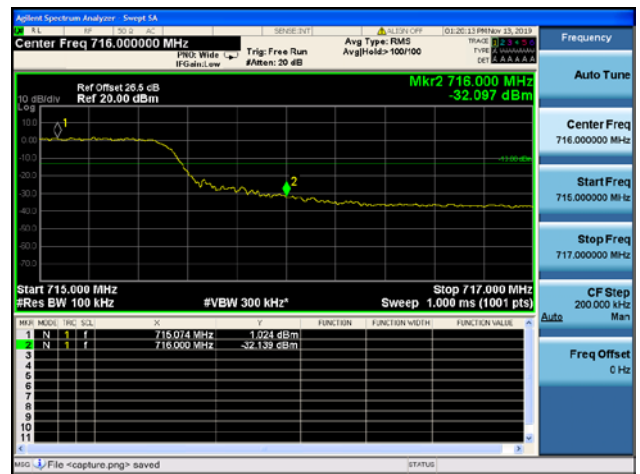 Agilent Spectrum Analyzer - Swept SA
RL RF 50 Ω AC SENSE:INT ALIGN OFF 01:20:13 PM Nov 13, 2019
Center Freq 716.000000 MHz
PNO: Wide Trig: Free Run
IFGain:Low #Atten: 20 dB
Avg Type: RMS
Avg|Hold:> 100/100
TRACE 1 2 3 4 5 6
TYPE
DET A A A A A A
Ref Offset 26.5 dB
10 dB/div Ref 20.00 dBm
Mkr2 716.000 MHz
-32.097 dBm
Log
10.0
0.00
-10.0
-20.0
-30.0
-40.0
-50.0
-60.0
-70.0
1
2
-13.00 dBm
Start 715.000 MHz Stop 717.000 MHz
#Res BW 100 kHz #VBW 300 kHz* Sweep 1.000 ms (1001 pts)
MKR MODE TRC SCL X Y FUNCTION FUNCTION WIDTH FUNCTION VALUE
1 N 1 f 715.074 MHz 1.024 dBm
2 N 1 f 716.000 MHz -32.139 dBm
3
4
5
6
7
8
9
10
11
MSG File <capture.png> saved STATUS
Frequency
Auto Tune
Center Freq
716.000000 MHz
Start Freq
715.000000 MHz
Stop Freq
717.000000 MHz
CF Step
200.000 kHz
Auto Man
Freq Offset
0 Hz